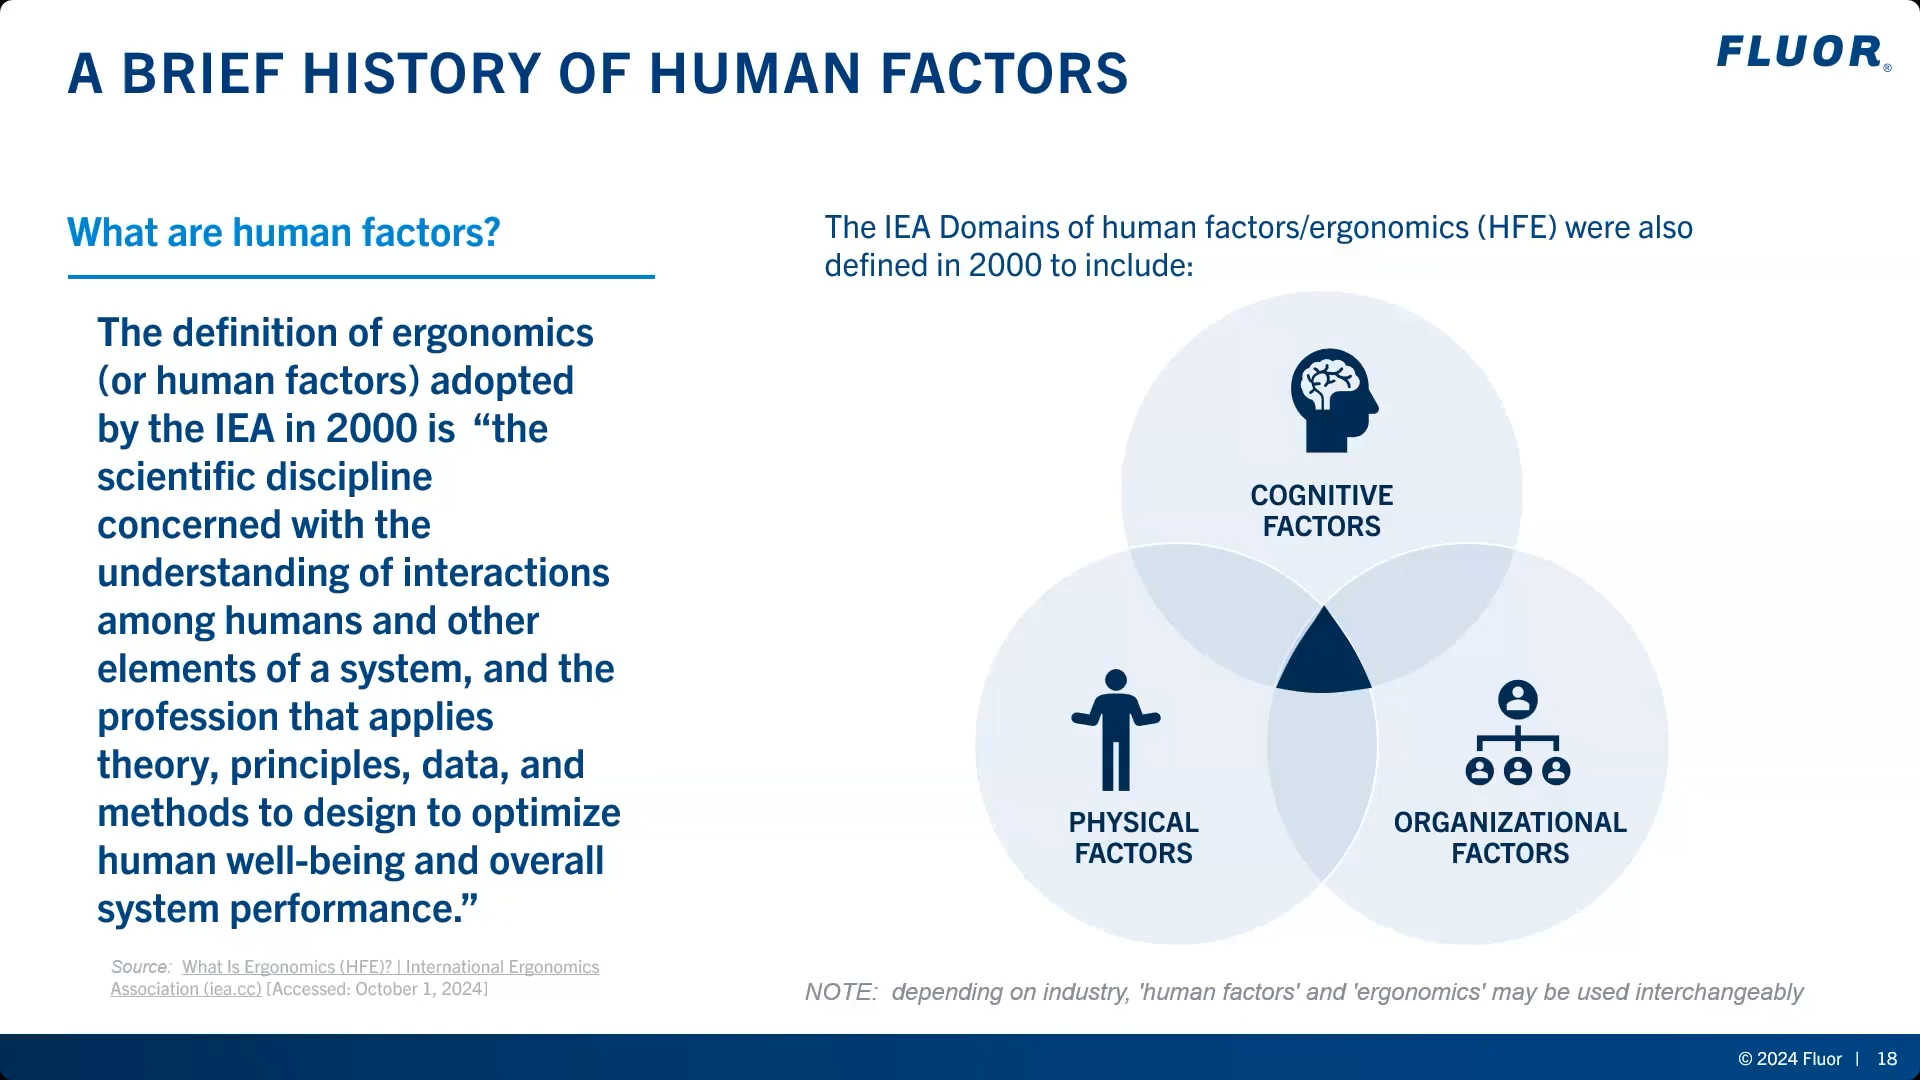 A BRIEF HISTORY OF HUMAN FACTORS
FLUOR®
What are human factors?
The definition of ergonomics
(or human factors) adopted
by the IEA in 2000 is “the
scientific discipline
concerned with the
understanding of interactions
among humans and other
elements of a system, and the
profession that applies
theory, principles, data, and
methods to design to optimize
human well-being and overall
system performance.”
Source: What Is Ergonomics (HFE)? | International Ergonomics
Association (iea.cc) [Accessed: October 1, 2024]
The IEA Domains of human factors/ergonomics (HFE) were also
defined in 2000 to include:
COGNITIVE
FACTORS
PHYSICAL
FACTORS
ORGANIZATIONAL
FACTORS
NOTE: depending on industry, 'human factors' and 'ergonomics' may be used interchangeably
© 2024 Fluor | 18